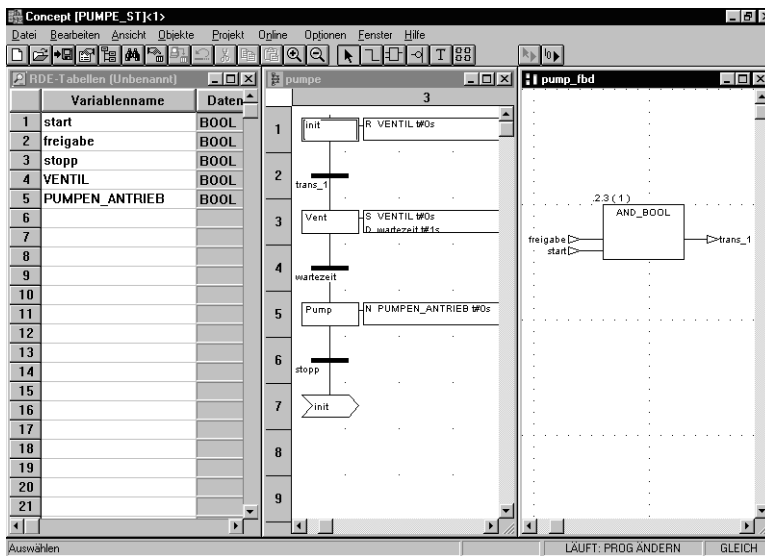 Concept [PUMPE_ST]<1>
Datei Bearbeiten Ansicht Objekte Projekt Online Optionen Fenster Hilfe
RDE-Tabellen (Unbenannt)
Variablenname Daten
1 start BOOL
2 freigabe BOOL
3 stopp BOOL
4 VENTIL BOOL
5 PUMPEN_ANTRIEB BOOL
6
7
8
9
10
11
12
13
14
15
16
17
18
19
20
21
pumpe
3
1 init R VENTIL t#0s
2
trans_1
3 Vent S VENTIL t#0s
D wartezeit t#1s
4
wartezeit
5 Pump N PUMPEN_ANTRIEB t#0s
6
stopp
7 init
8
9
pump_fbd
.2.3 ( 1 )
AND_BOOL
freigabe trans_1
start
Auswählen LÄUFT: PROG ÄNDERN GLEICH